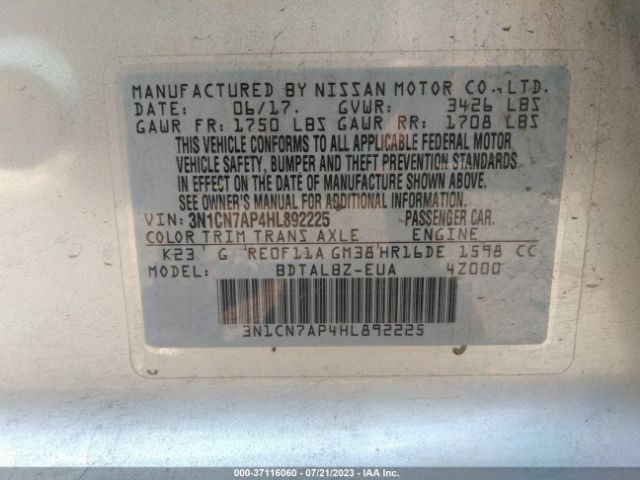 MANUFACTURED BY NISSAN MOTOR CO., LTD.
DATE: 06/17. GVWR: 3426 LBS
GAWR FR: 1750 LBS GAWR RR: 1708 LBS
THIS VEHICLE CONFORMS TO ALL APPLICABLE FEDERAL MOTOR
VEHICLE SAFETY, BUMPER AND THEFT PREVENTION STANDARDS
IN EFFECT ON THE DATE OF MANUFACTURE SHOWN ABOVE.
SEE OWNER'S MANUAL FOR ADDITIONAL INFORMATION.
VIN: 3N1CN7AP4HL892225 PASSENGER CAR.
COLOR TRIM TRANS AXLE ENGINE
K23 G RE0F11A GM38 HR16DE 1598 CC
MODEL: BDTALBZ-EUA 4Z000
3N1CN7AP4HL892225
000-37116060 - 07/21/2023 - IAA Inc.